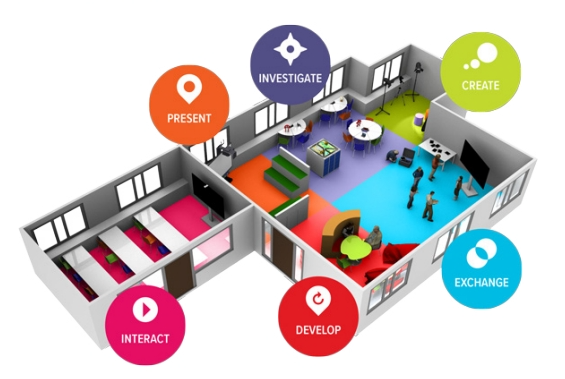 INVESTIGATE
CREATE
PRESENT
EXCHANGE
DEVELOP
INTERACT